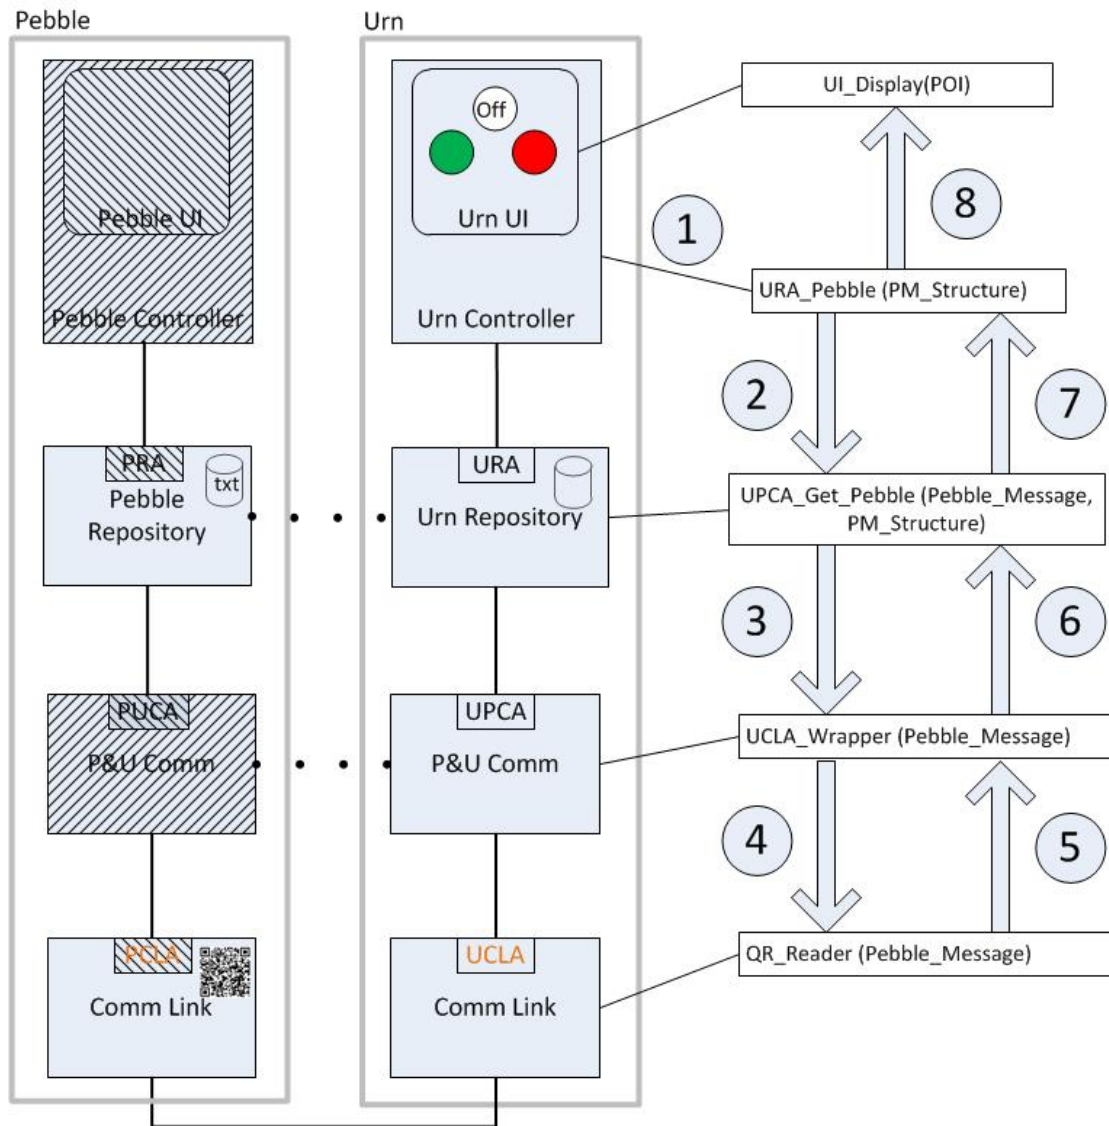 Pebble
Pebble UI
Pebble Controller
PRA
txt
Pebble
Repository
PUCA
P&U Comm
PCLA
Comm Link
Urn
Off
Urn UI
Urn Controller
URA
Urn Repository
UPCA
P&U Comm
UCLA
Comm Link
UI_Display(POI)
8
1
URA_Pebble (PM_Structure)
2
7
UPCA_Get_Pebble (Pebble_Message,
PM_Structure)
3
6
UCLA_Wrapper (Pebble_Message)
4
5
QR_Reader (Pebble_Message)